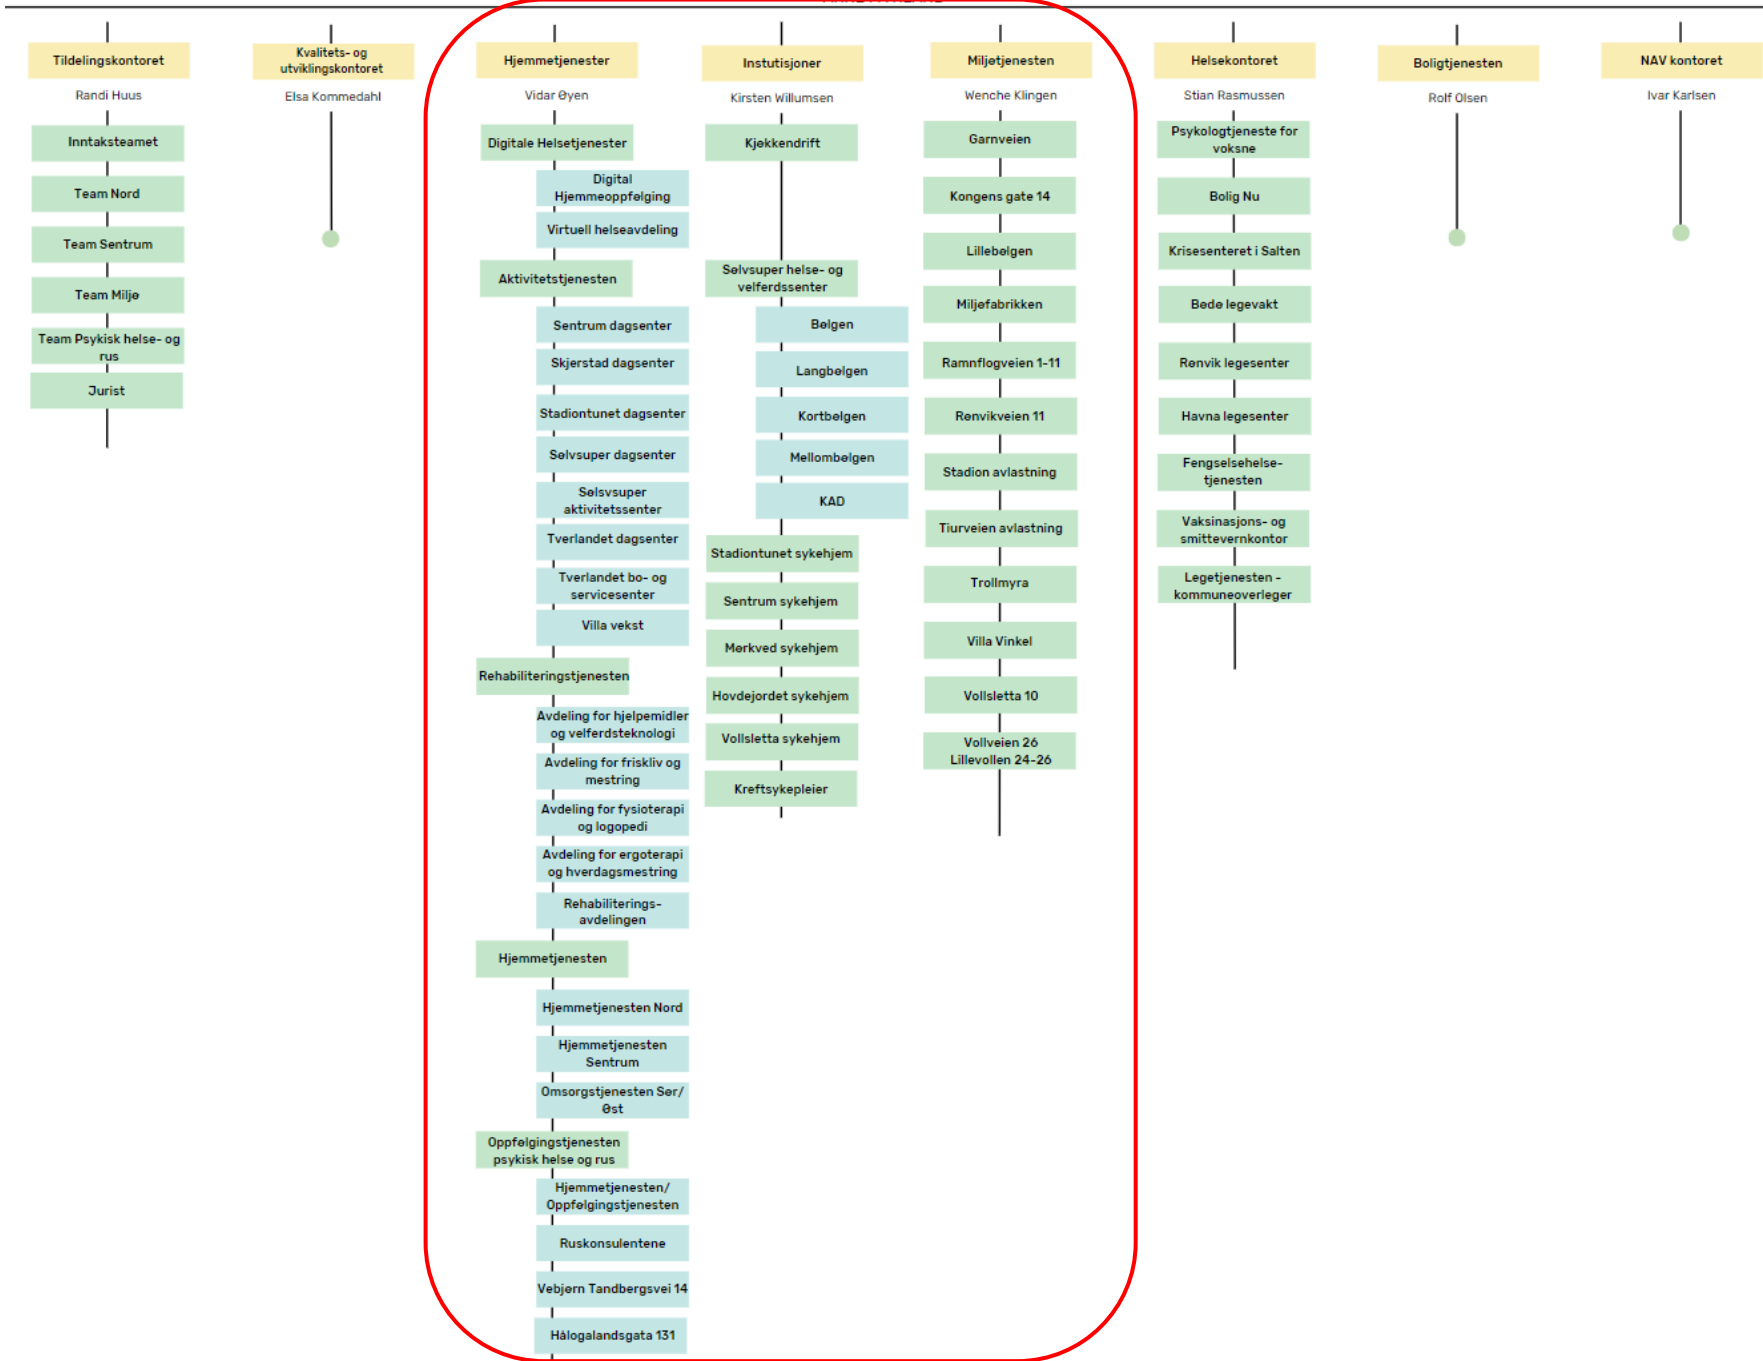 Tildelingskontoret
Randi Huus
Inntaksteamet
Team Nord
Team Sentrum
Team Miljø
Team Psykisk helse- og
rus
Jurist
Kvalitets- og
utviklingskontoret
Elsa Kommedahl
Hjemmetjenester
Vidar Øyen
Digitale Helsetjenester
Digital
Hjemmeoppfølging
Virtuell helseavdeling
Aktivitetstjenesten
Sentrum dagsenter
Skjerstad dagsenter
Stadiontunet dagsenter
Sølvsuper dagsenter
Sølsvsuper
aktivitetssenter
Tverlandet dagsenter
Tverlandet bo- og
servicesenter
Villa vekst
Rehabiliteringstjenesten
Avdeling for hjelpemidler
og velferdsteknologi
Avdeling for friskliv og
mestring
Avdeling for fysioterapi
og logopedi
Avdeling for ergoterapi
og hverdagsmestring
Rehabiliterings-
avdelingen
Hjemmetjenesten
Hjemmetjenesten Nord
Hjemmetjenesten
Sentrum
Omsorgstjenesten Sør/
Øst
Oppfølgingstjenesten
psykisk helse og rus
Hjemmetjenesten/
Oppfølgingstjenesten
Ruskonsulentene
Vebjørn Tandbergsvei 14
Hålogalandsgata 131
Instutisjoner
Kirsten Willumsen
Kjøkkendrift
Sølvsuper helse- og
velferdssenter
Bølgen
Langbølgen
Kortbølgen
Mellombølgen
KAD
Stadiontunet sykehjem
Sentrum sykehjem
Mørkved sykehjem
Hovdejordet sykehjem
Vollsletta sykehjem
Kreftsykepleier
Miljøtjenesten
Wenche Klingen
Garnveien
Kongens gate 14
Lillebølgen
Miljøfabrikken
Ramnflogveien 1-11
Rønvikveien 11
Stadion avlastning
Tiurveien avlastning
Trollmyra
Villa Vinkel
Vollsletta 10
Vollveien 26
Lillevollen 24-26
Helsekontoret
Stian Rasmussen
Psykologtjeneste for
voksne
Bolig Nu
Krisesenteret i Salten
Bødø legevakt
Rønvik legesenter
Havna legesenter
Fengselsehelse-
tjenesten
Vaksinasjons- og
smittevernkontor
Legetjenesten -
kommuneoverleger
Boligtjenesten
Rolf Olsen
NAV kontoret
Ivar Karlsen